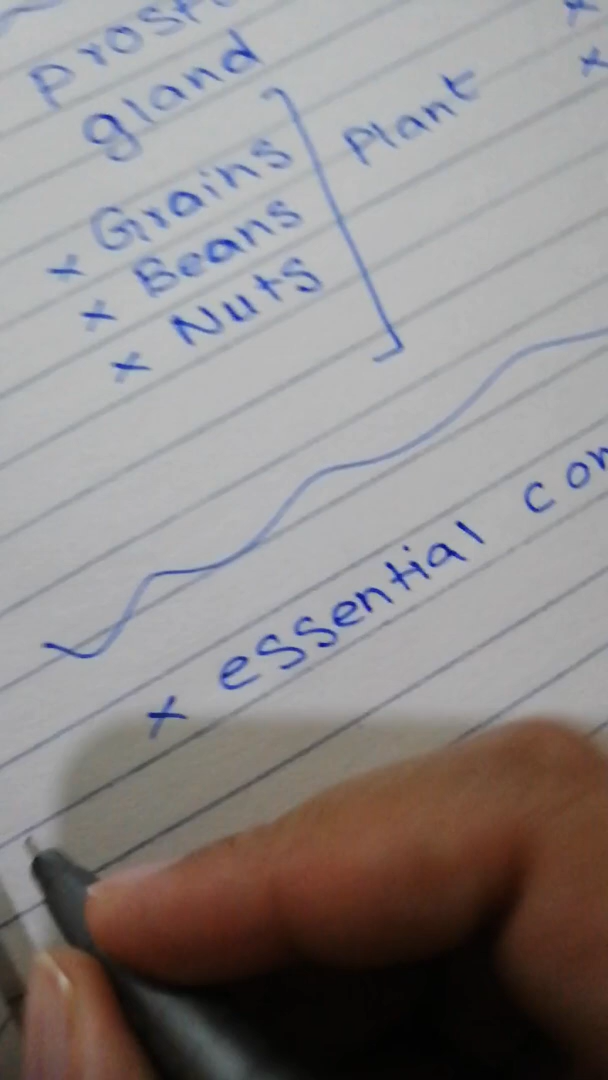 gland
x Grains
x Beans
x Nuts
Plant
x essential